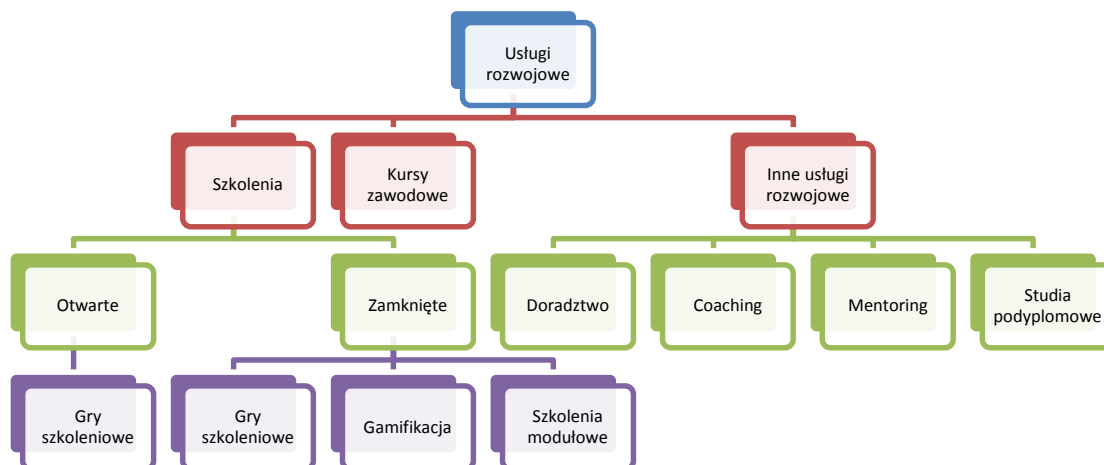 Usługi
rozwojowe
Szkolenia
Kursy
zawodowe
Inne usługi
rozwojowe
Otwarte
Zamknięte
Doradztwo
Coaching
Mentoring
Studia
podyplomowe
Gry
szkoleniowe
Gry
szkoleniowe
Gamifikacja
Szkolenia
modułowe